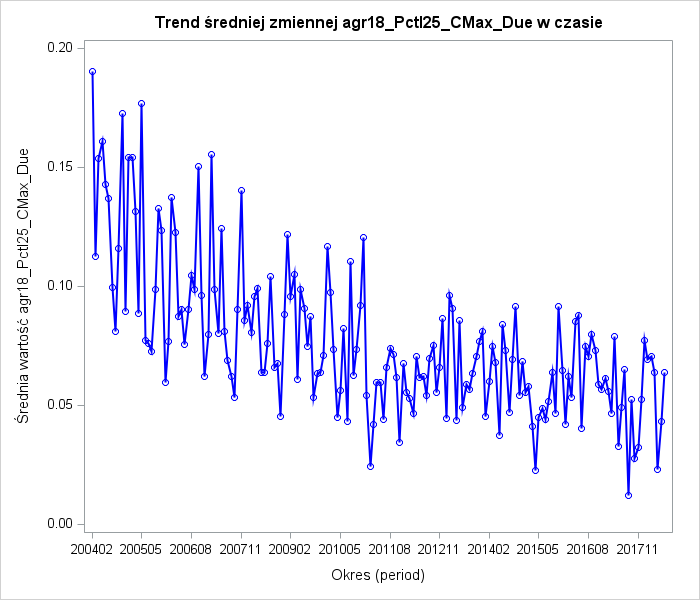 Trend średniej zmiennej agr18_Pctl25_CMax_Due w czasie
Średnia wartość agr18_Pctl25_CMax_Due
0.20
0.15
0.10
0.05
0.00
200402 200505 200608 200711 200902 201005 201108 201211 201402 201505 201608 201711
Okres (period)